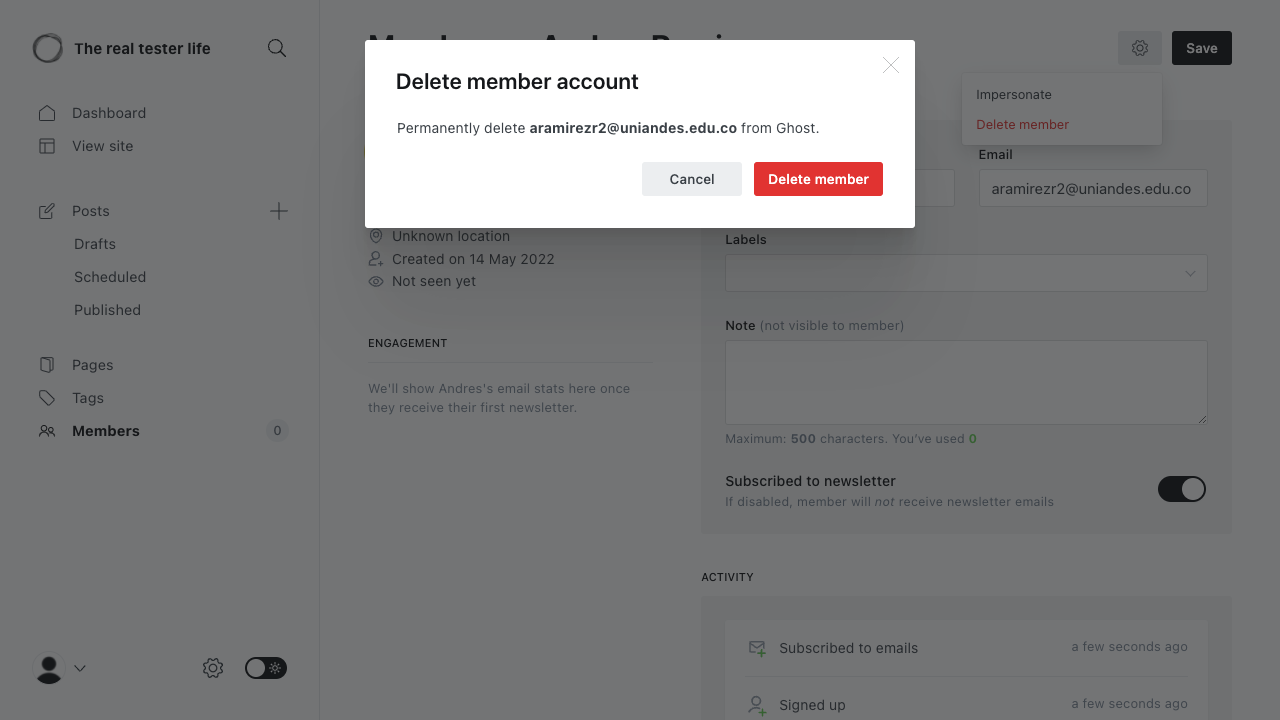 The real tester life
Dashboard
View site
Posts
Drafts
Scheduled
Published
Pages
Tags
Members
0
Save
Impersonate
Delete member
Delete member account
Permanently delete aramirezr2@uniandes.edu.co from Ghost.
Cancel
Delete member
Unknown location
Created on 14 May 2022
Not seen yet
ENGAGEMENT
We'll show Andres's email stats here once
they receive their first newsletter.
Email
aramirezr2@uniandes.edu.co
Labels
Note (not visible to member)
Maximum: 500 characters. You've used 0
Subscribed to newsletter
If disabled, member will not receive newsletter emails
ACTIVITY
Subscribed to emails
a few seconds ago
Signed up
a few seconds ago